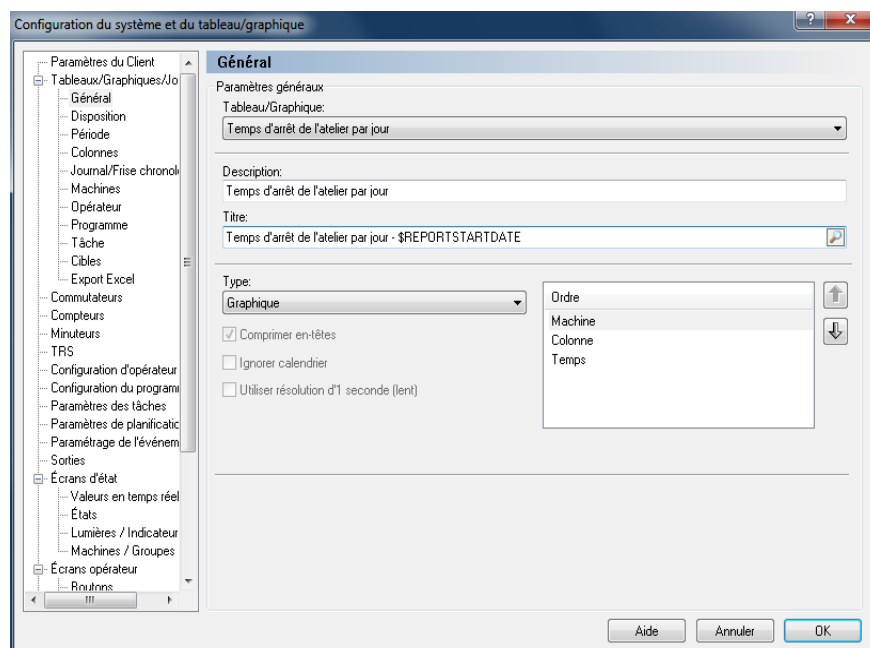 Configuration du système et du tableau/graphique
Paramètres du Client
Tableaux/Graphiques/Jo
Général
Disposition
Période
Colonnes
Journal/Frise chronol
Machines
Opérateur
Programme
Tâche
Cibles
Export Excel
Commutateurs
Compteurs
Minuteurs
TRS
Configuration d'opérateur
Configuration du program
Paramètres des tâches
Paramètres de planificatic
Paramétrage de l'événem
Sorties
Écrans d'état
Valeurs en temps réel
États
Lumières / Indicateur
Machines / Groupes
Écrans opérateur
Boutons
Général
Paramètres généraux
Tableau/Graphique:
Temps d'arrêt de l'atelier par jour
Description:
Temps d'arrêt de l'atelier par jour
Titre:
Temps d'arrêt de l'atelier par jour - $REPORTSTARTDATE
Type:
Graphique
Comprimer en-têtes
Ignorer calendrier
Utiliser résolution d'1 seconde (lent)
Ordre
Machine
Colonne
Temps
Aide
Annuler
OK